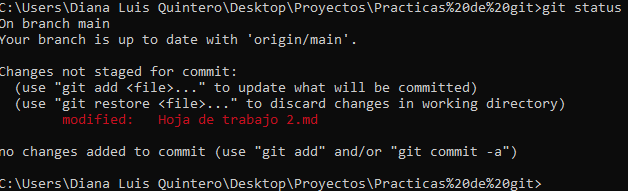 C:\Users\Diana Luis Quintero\Desktop\Proyectos\Practicas%20de%20git>git status
On branch main
Your branch is up to date with 'origin/main'.
Changes not staged for commit:
  (use "git add <file>..." to update what will be committed)
  (use "git restore <file>..." to discard changes in working directory)
        modified:   Hoja de trabajo 2.md
no changes added to commit (use "git add" and/or "git commit -a")
C:\Users\Diana Luis Quintero\Desktop\Proyectos\Practicas%20de%20git>